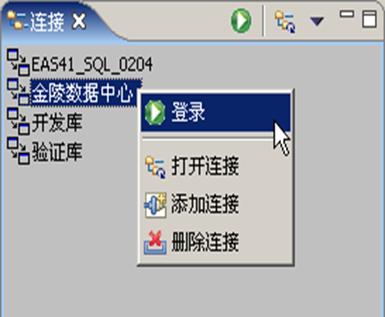 连接
EAS41_SQL_0204
金陵数据中心
开发库
验证库
登录
打开连接
添加连接
删除连接